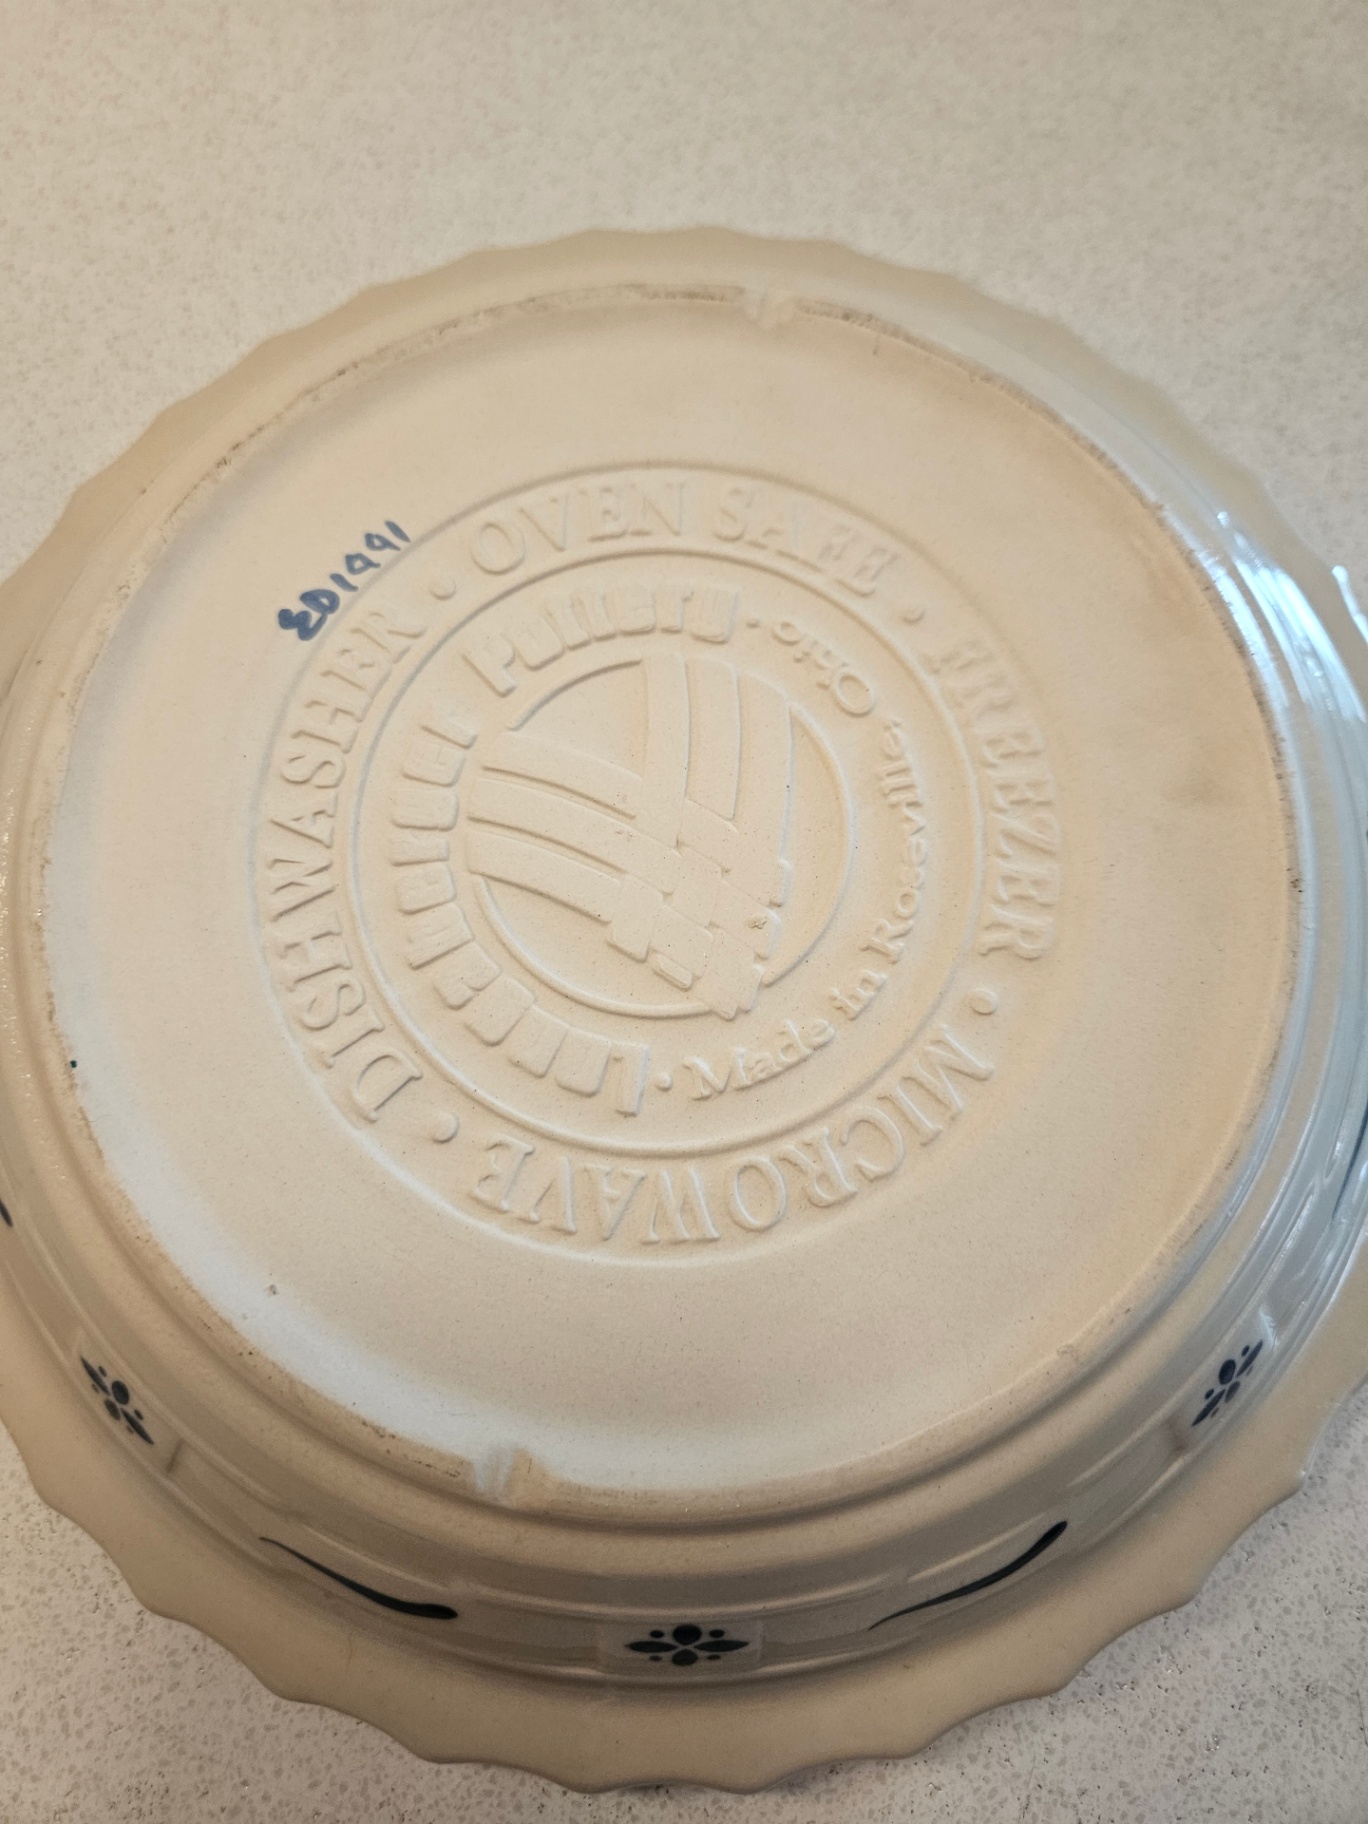 ED1991
OVEN SAFE • FREEZER • MICROWAVE • DISHWASHER •
Longaberger Pottery • Made in Roseville, Ohio •